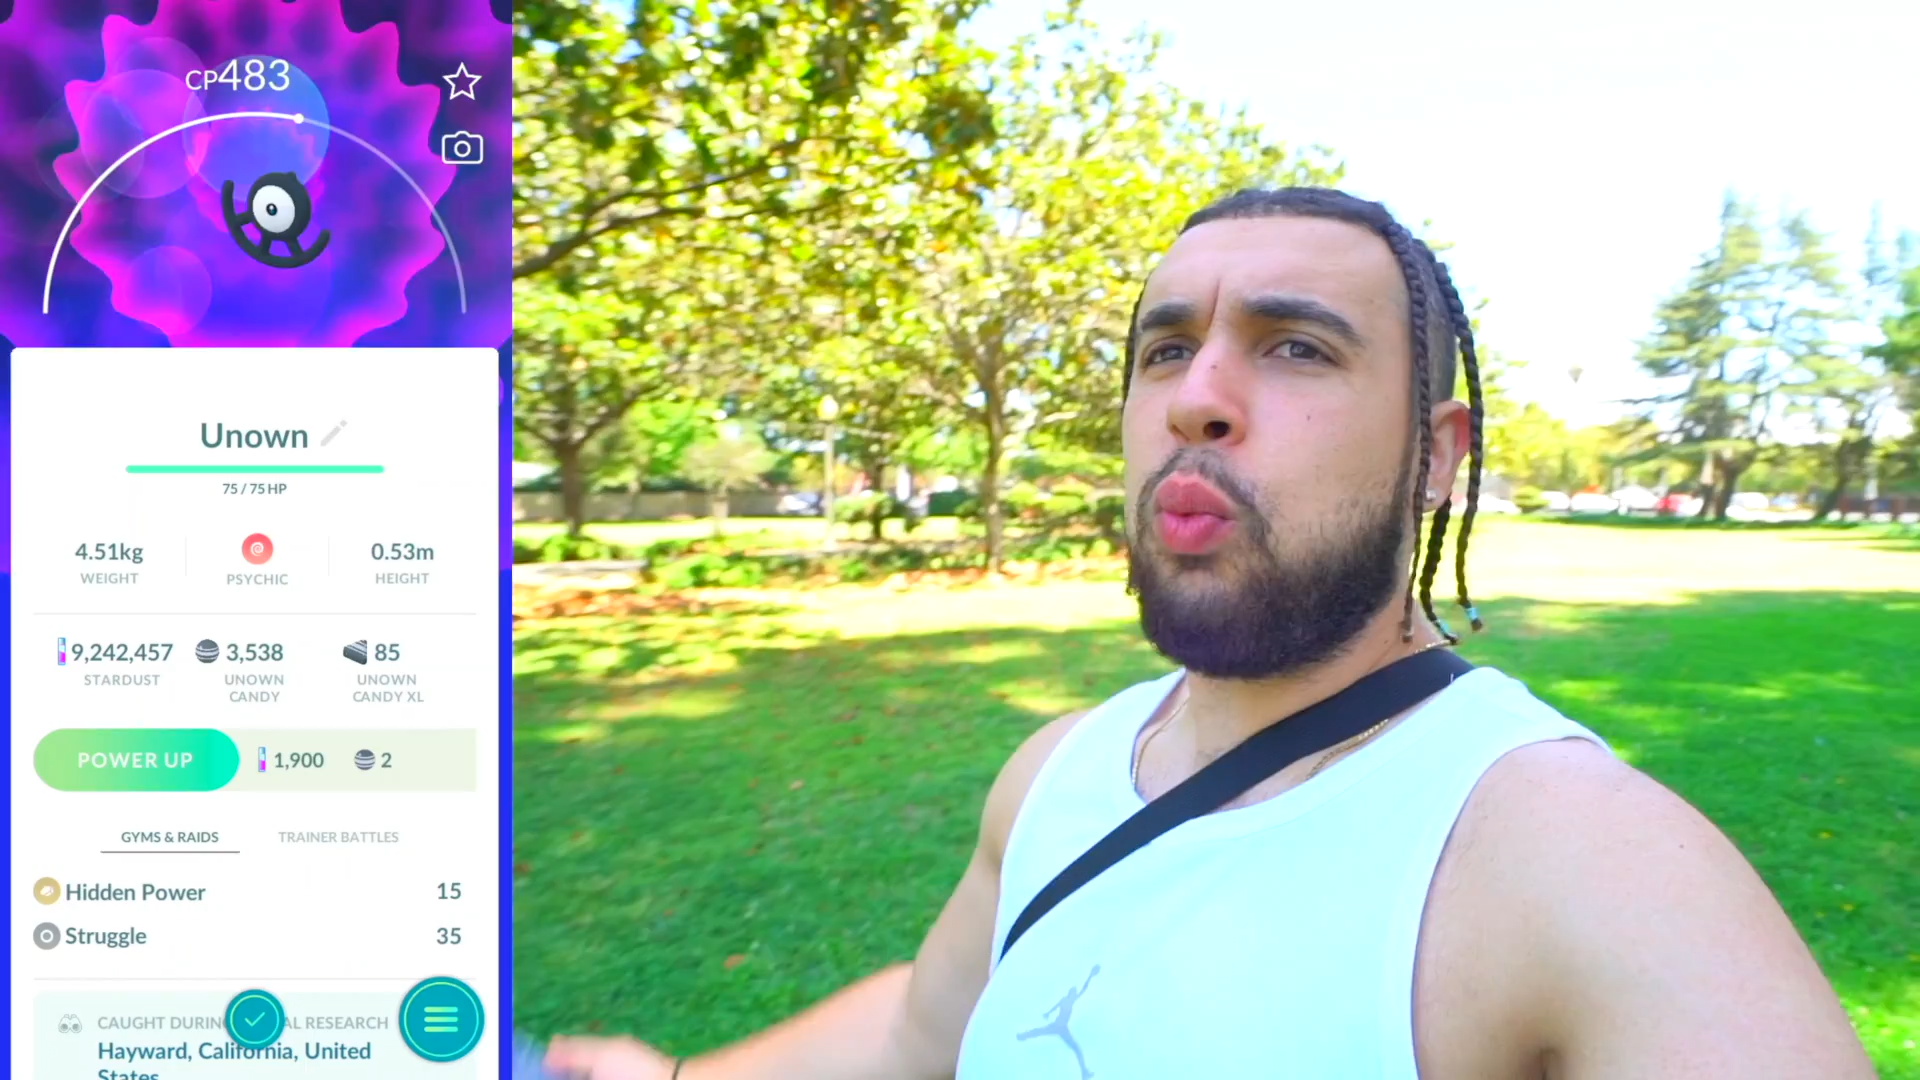 CP483
Unown
75 / 75 HP
4.51kg
WEIGHT
PSYCHIC
0.53m
HEIGHT
9,242,457
STARDUST
3,538
UNOWN
CANDY
85
UNOWN
CANDY XL
POWER UP
1,900
2
GYMS & RAIDS
TRAINER BATTLES
Hidden Power
15
Struggle
35
CAUGHT RESEARCH
Hayward, California, United
States